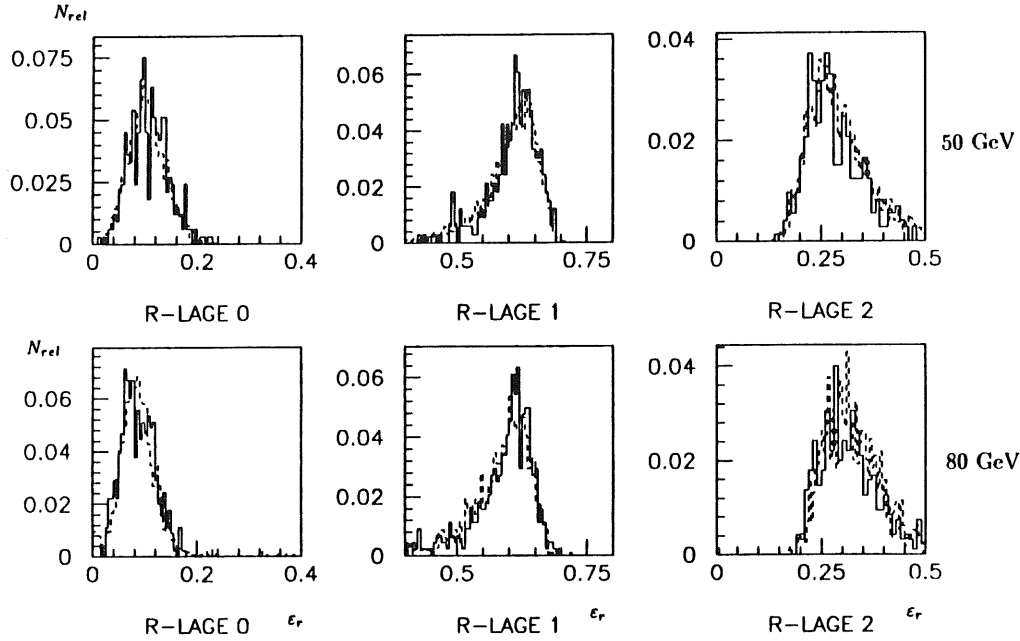 N_rel
0.075
0.05
0.025
0
0 0.2 0.4
R-LAGE 0
0.06
0.04
0.02
0
0.5 0.75
R-LAGE 1
0.04
0.02
0
0 0.25 0.5
R-LAGE 2
50 GeV
N_rel
0.06
0.04
0.02
0
0 0.2 0.4
R-LAGE 0 ε_r
0.06
0.04
0.02
0
0.5 0.75
R-LAGE 1 ε_r
0.04
0.02
0
0 0.25 0.5
R-LAGE 2 ε_r
80 GeV